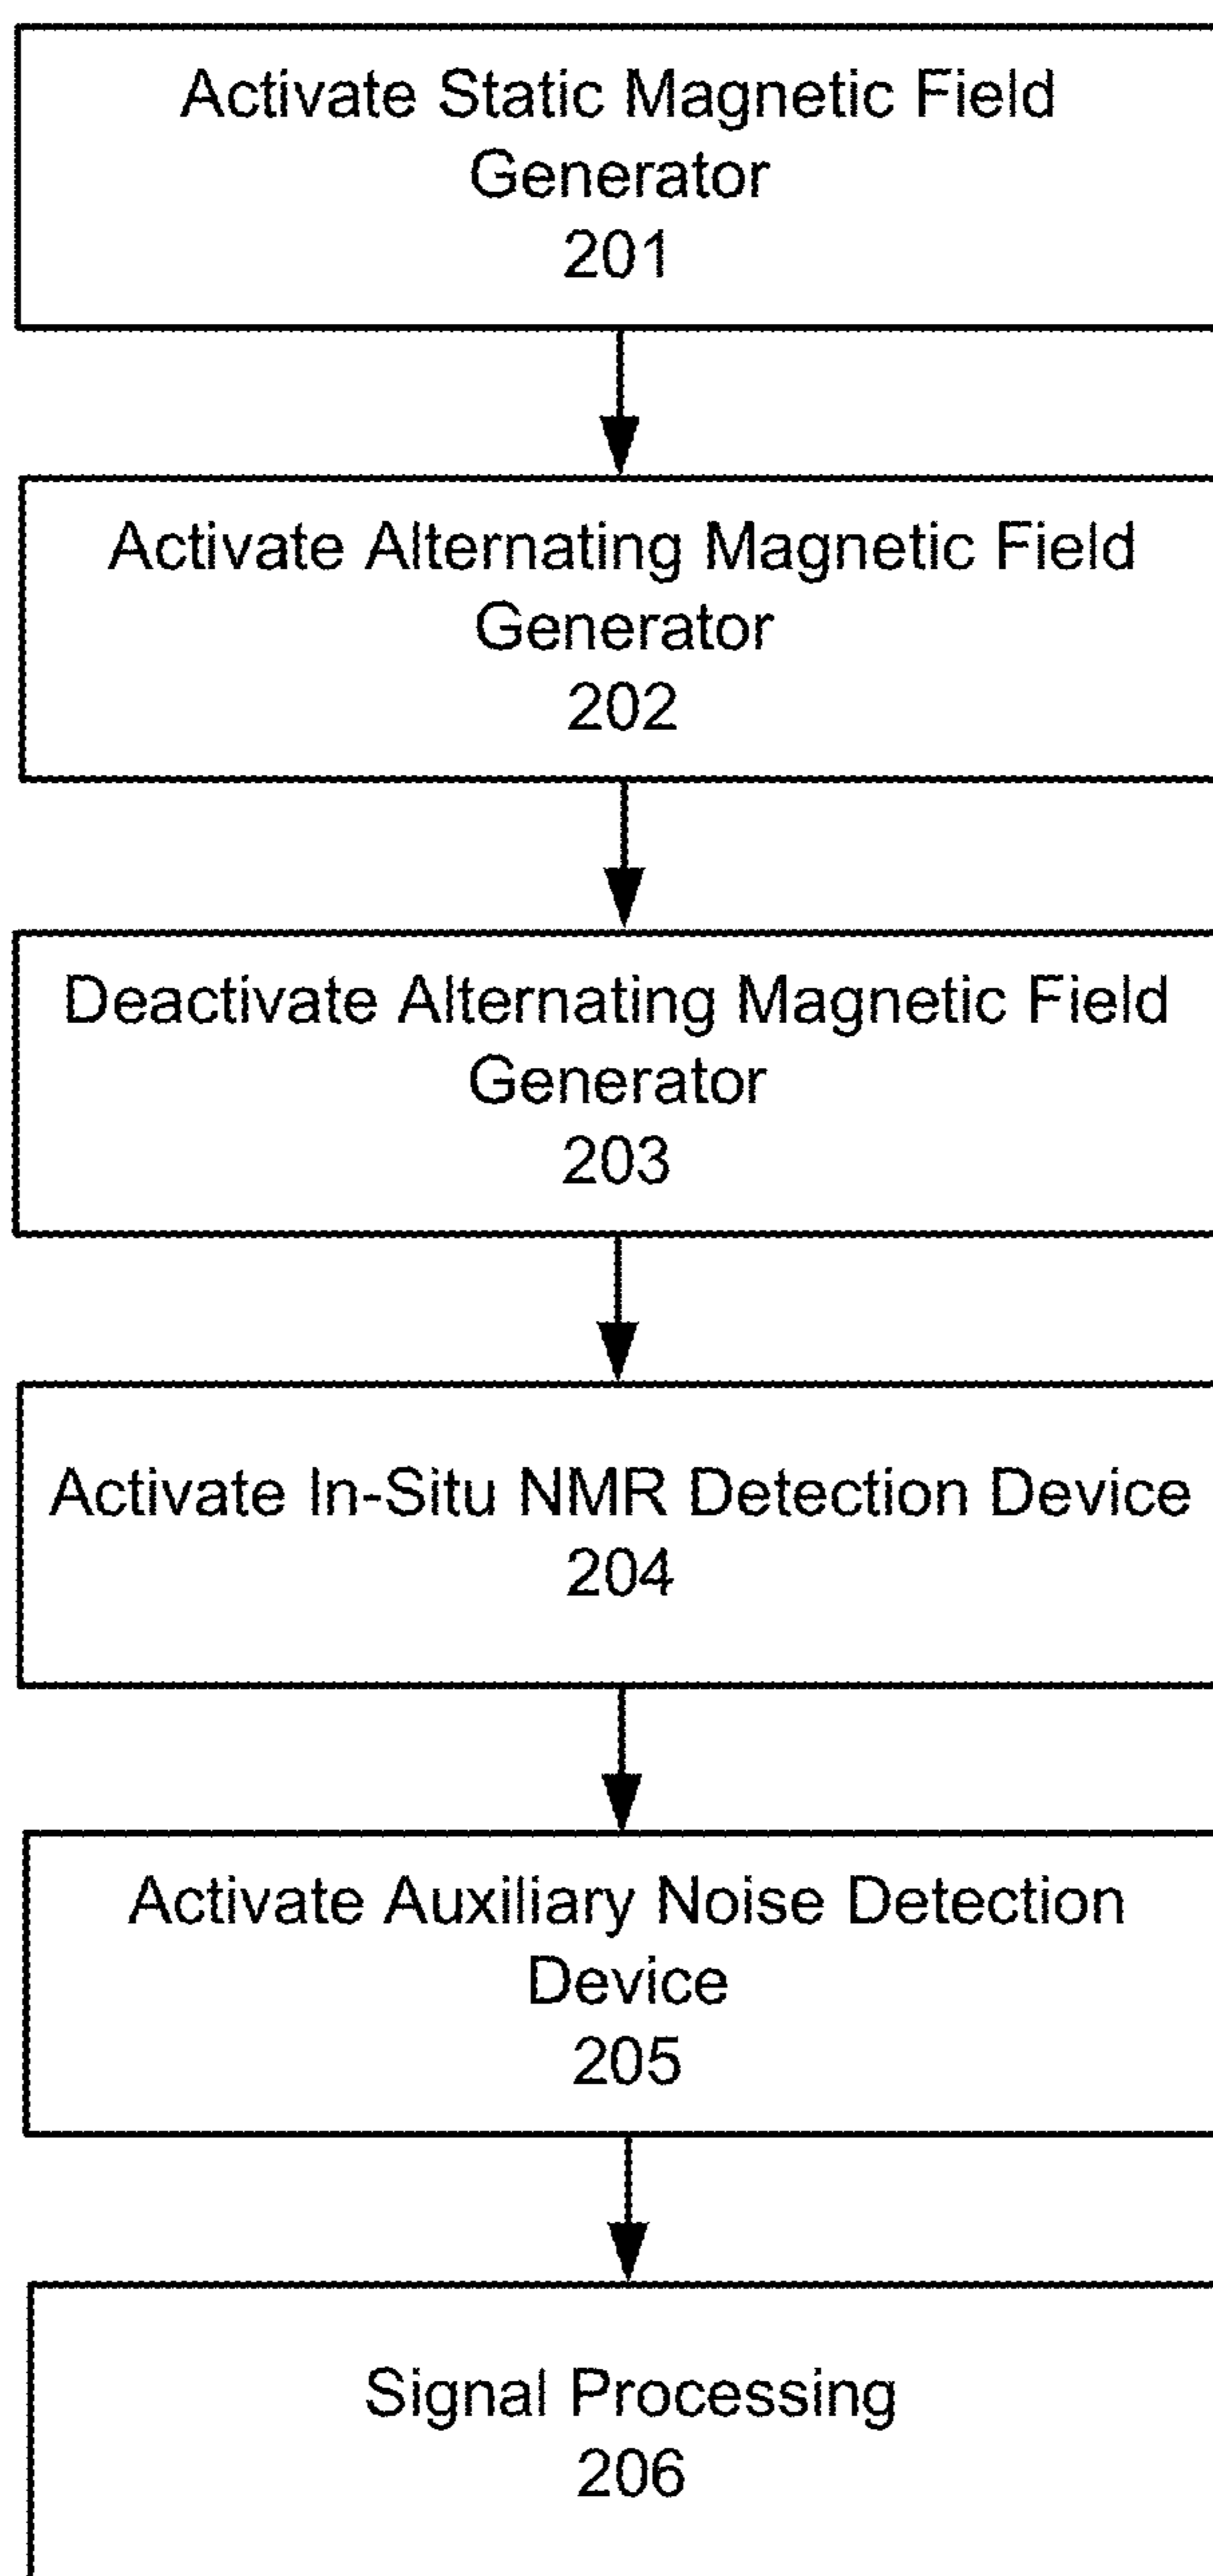 Activate Static Magnetic Field
Generator
201
Activate Alternating Magnetic Field
Generator
202
Deactivate Alternating Magnetic Field
Generator
203
Activate In-Situ NMR Detection Device
204
Activate Auxiliary Noise Detection
Device
205
Signal Processing
206